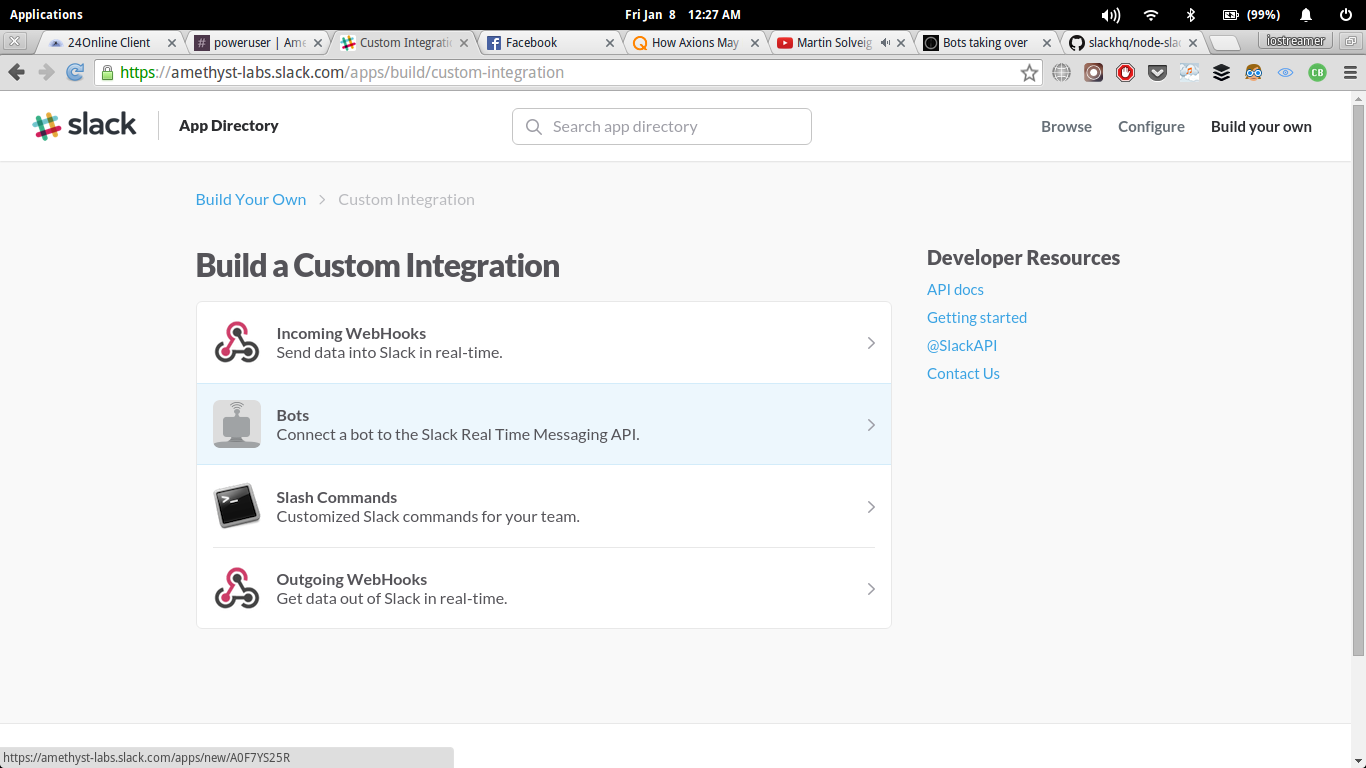 Applications
Fri Jan 8 12:27 AM
(99%)
24Online Client
poweruser | Ame
Custom Integratio
Facebook
How Axions May
Martin Solveig
Bots taking over
slackhq/node-slac
iostreamer
https://amethyst-labs.slack.com/apps/build/custom-integration
CB
slack
App Directory
Search app directory
Browse
Configure
Build your own
Build Your Own
Custom Integration
Build a Custom Integration
Incoming WebHooks
Send data into Slack in real-time.
Bots
Connect a bot to the Slack Real Time Messaging API.
Slash Commands
Customized Slack commands for your team.
Outgoing WebHooks
Get data out of Slack in real-time.
Developer Resources
API docs
Getting started
@SlackAPI
Contact Us
https://amethyst-labs.slack.com/apps/new/A0F7YS25R